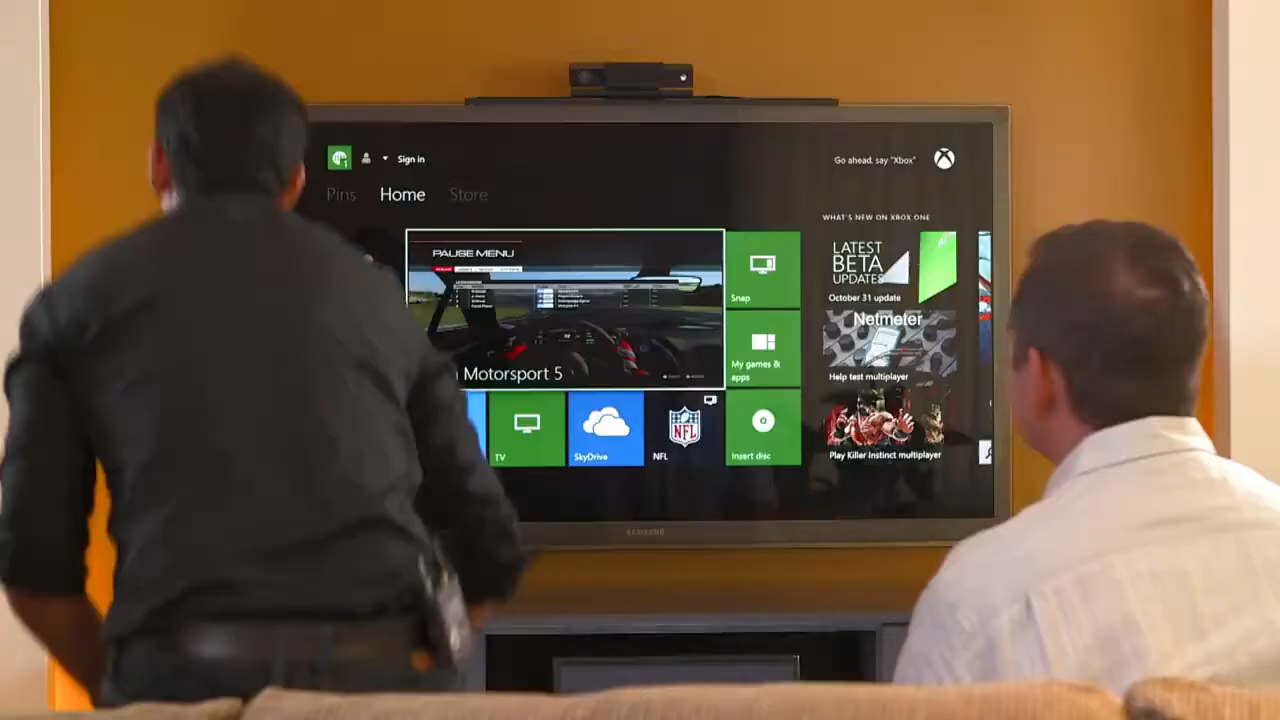 1
Sign in
Go ahead, say "Xbox"
Pins
Home
Store
WHAT'S NEW ON XBOX ONE
PAUSE MENU
Motorsport 5
Snap
My games &
apps
LATEST
BETA
UPDATES
October 31 update
Netmeter
Help test multiplayer
TV
SkyDrive
NFL
NFL
Insert disc
Play Killer Instinct multiplayer
SAMSUNG